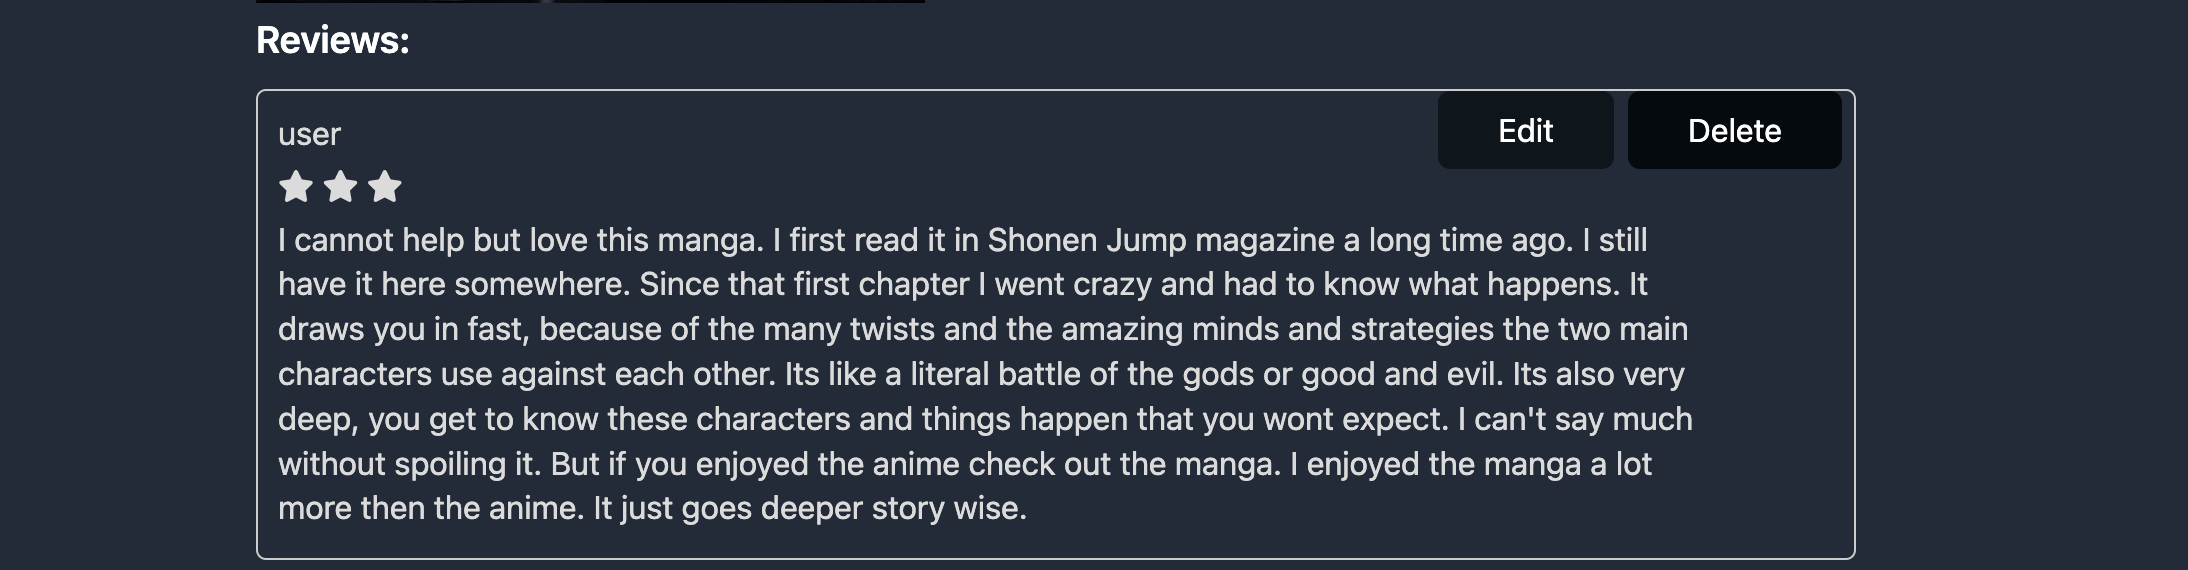 Reviews:
user
Edit
Delete
I cannot help but love this manga. I first read it in Shonen Jump magazine a long time ago. I still
have it here somewhere. Since that first chapter I went crazy and had to know what happens. It
draws you in fast, because of the many twists and the amazing minds and strategies the two main
characters use against each other. Its like a literal battle of the gods or good and evil. Its also very
deep, you get to know these characters and things happen that you wont expect. I can't say much
without spoiling it. But if you enjoyed the anime check out the manga. I enjoyed the manga a lot
more then the anime. It just goes deeper story wise.